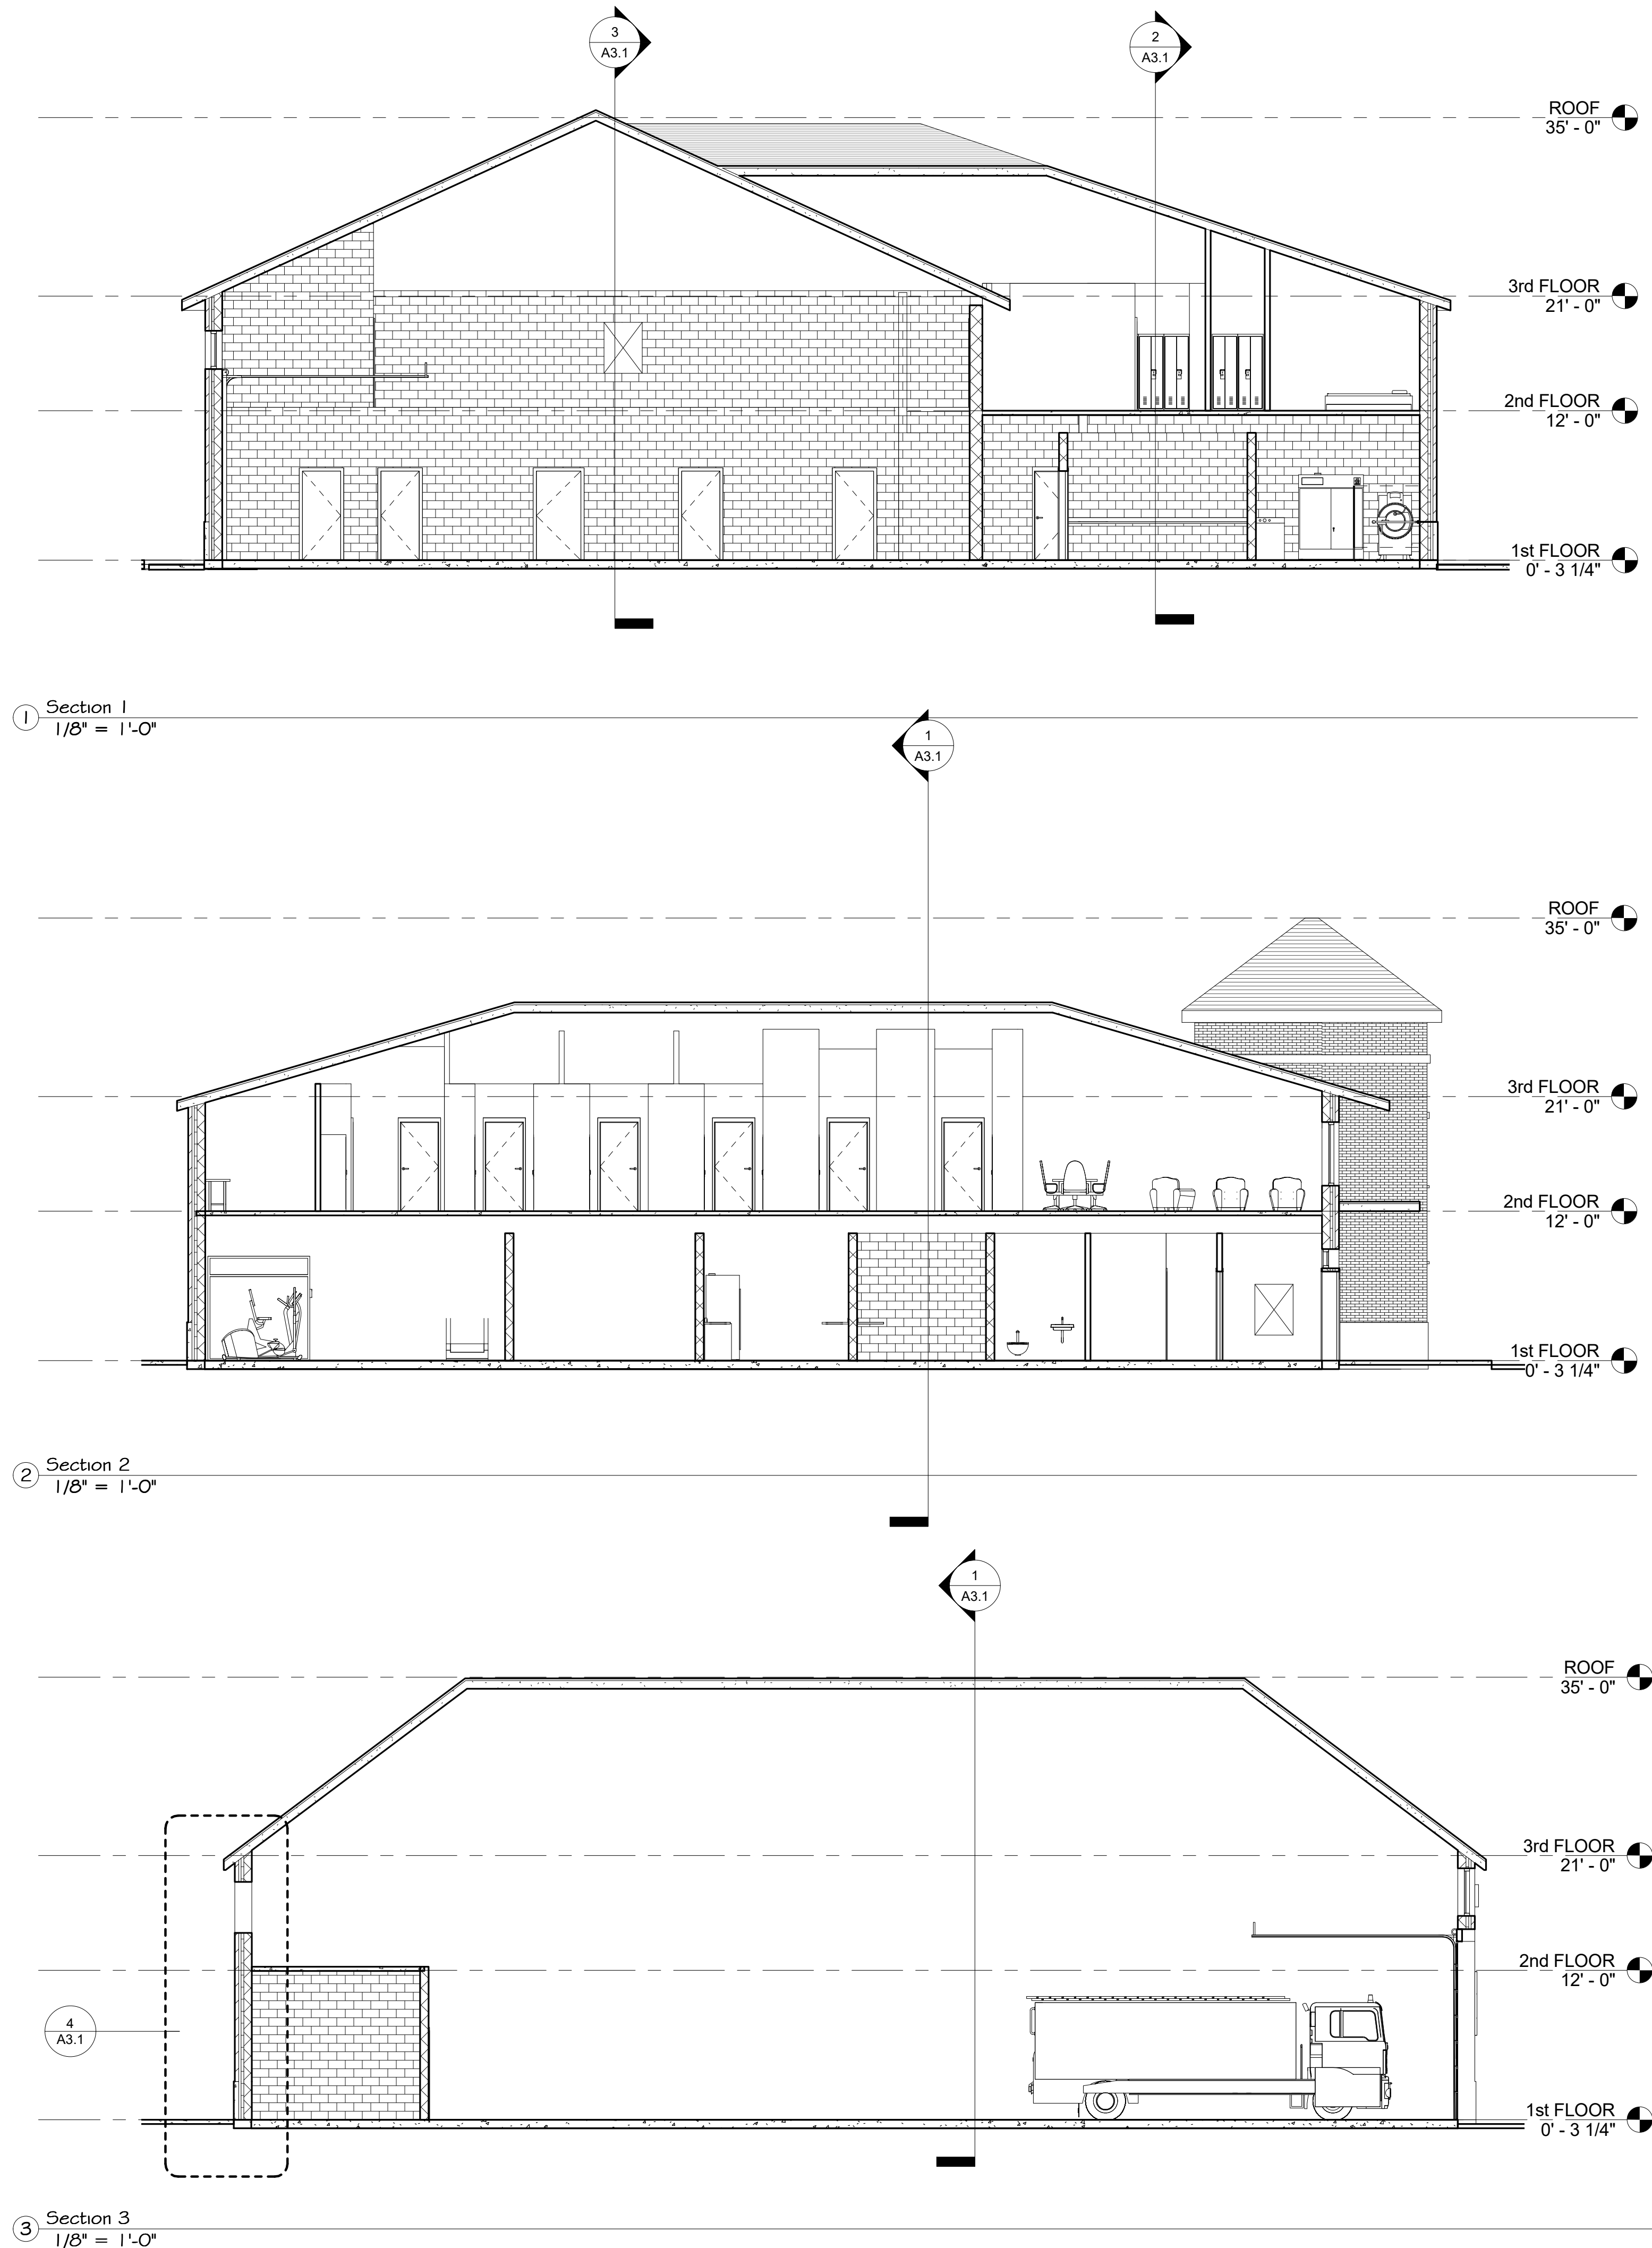 3
A3.1
2
A3.1
ROOF
35' - 0"
3rd FLOOR
21' - 0"
2nd FLOOR
12' - 0"
1st FLOOR
0' - 3 1/4"
1 Section 1
1/8" = 1'-0"
1
A3.1
ROOF
35' - 0"
3rd FLOOR
21' - 0"
2nd FLOOR
12' - 0"
1st FLOOR
0' - 3 1/4"
2 Section 2
1/8" = 1'-0"
1
A3.1
ROOF
35' - 0"
3rd FLOOR
21' - 0"
2nd FLOOR
12' - 0"
4
A3.1
1st FLOOR
0' - 3 1/4"
3 Section 3
1/8" = 1'-0"